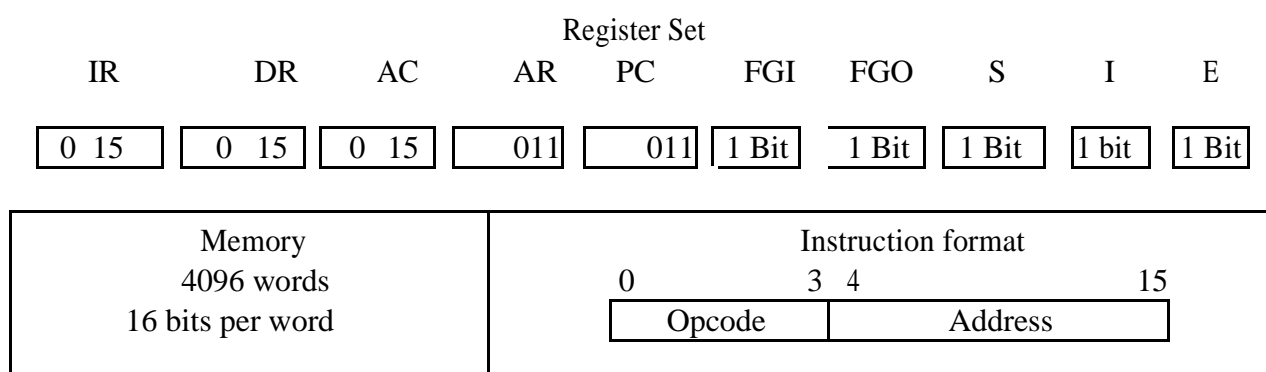 Register Set
IR DR AC AR PC FGI FGO S I E
0 15 0 15 0 15 011 011 1 Bit 1 Bit 1 Bit 1 bit 1 Bit
Memory
4096 words
16 bits per word
Instruction format
0 3 4 15
Opcode Address